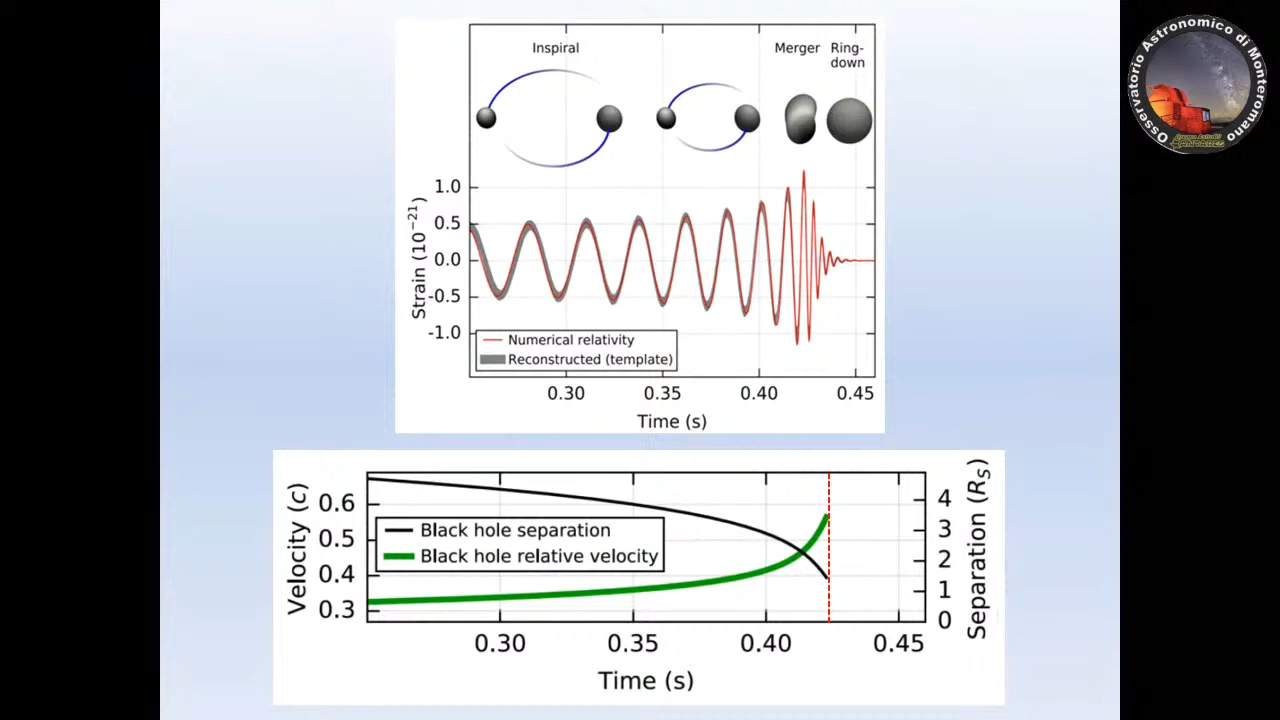 Inspiral
Merger
Ring-
down
1.0
0.5
0.0
-0.5
-1.0
Strain (10⁻²¹)
Numerical relativity
Reconstructed (template)
0.30 0.35 0.40 0.45
Time (s)
Velocity (c)
0.6
0.5
0.4
0.3
Black hole separation
Black hole relative velocity
4
3
2
1
0
Separation (R_S)
0.30 0.35 0.40 0.45
Time (s)
Osservatorio Astronomico di Monteromano
ANTARES